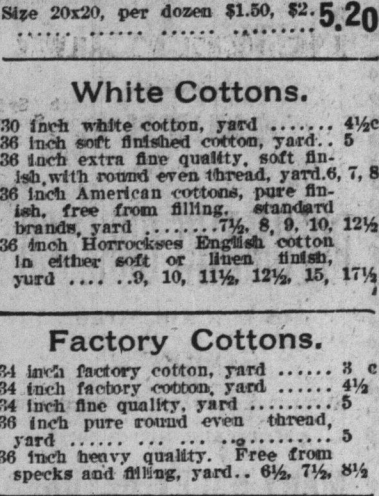 Size 20x20, per dozen $1.50, $2.
...... ...... ...... ......... 5.20
White Cottons.
30 inch white cotton, yard ....... 4½c
36 inch soft finished cotton, yard.. 5
36 inch extra fine quality, soft fin-
ish, with round even thread, yard.6, 7, 8
36 inch American cottons, pure fin-
ish, free from filling, standard
brands, yard ........7½, 8, 9, 10, 12½
36 inch Horrockses English cotton
in either soft or linen finish,
yurd .... ..9, 10, 11½, 12½, 15, 17½
Factory Cottons.
34 inch factory cotton, yard ...... 3 c
34 inch factory cotton, yard ...... 4½
34 inch fine quality, yard ......... 5
36 inch pure round even thread,
yard ...... ... .... .......... 5
36 inch heavy quality. Free from
specks and filling, yard.. 6½, 7½, 8½